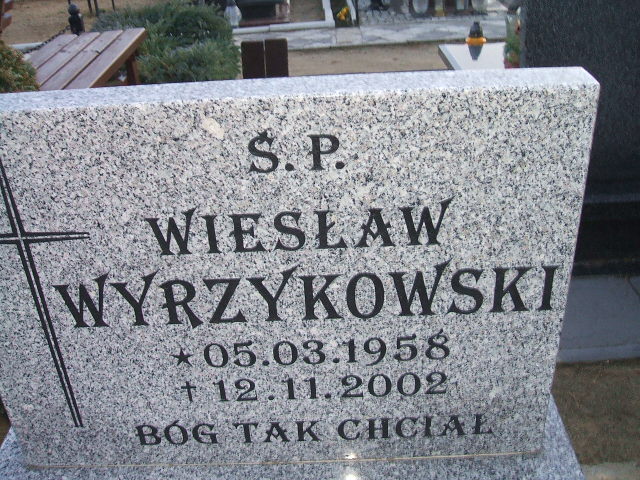 Ś.P.
WIESŁAW
WYRZYKOWSKI
★ 05.03.1958
† 12.11.2002
BÓG TAK CHCIAŁ